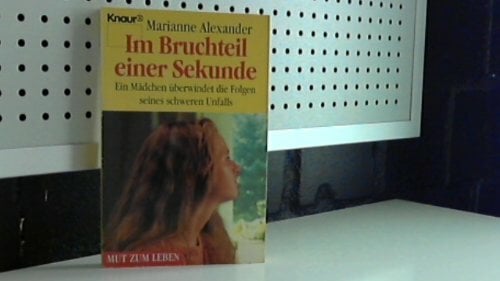 Knaur®
Marianne Alexander
Im Bruchteil
einer Sekunde
Ein Mädchen überwindet die Folgen
seines schweren Unfalls
MUT ZUM LEBEN